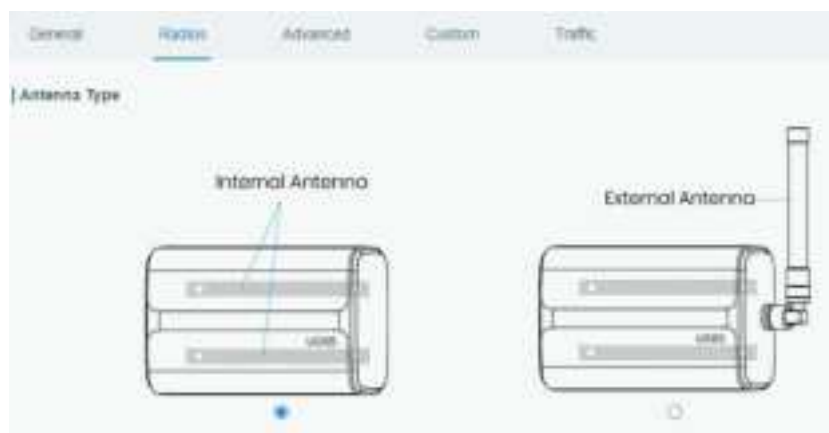 General Radios Advanced Custom Traffic
Antenna Type
Internal Antenna
External Antenna